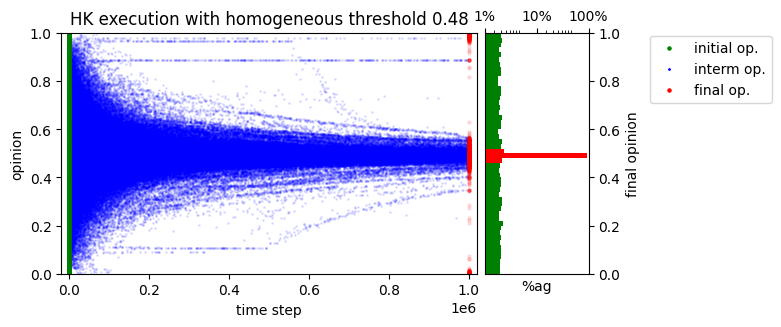 HK execution with homogeneous threshold 0.48
1% 10% 100%
initial op.
interm op.
final op.
opinion
1.0
0.8
0.6
0.4
0.2
0.0
0.0 0.2 0.4 0.6 0.8 1.0
1e6
time step
1.0
0.8
0.6
0.4
0.2
0.0
final opinion
%ag